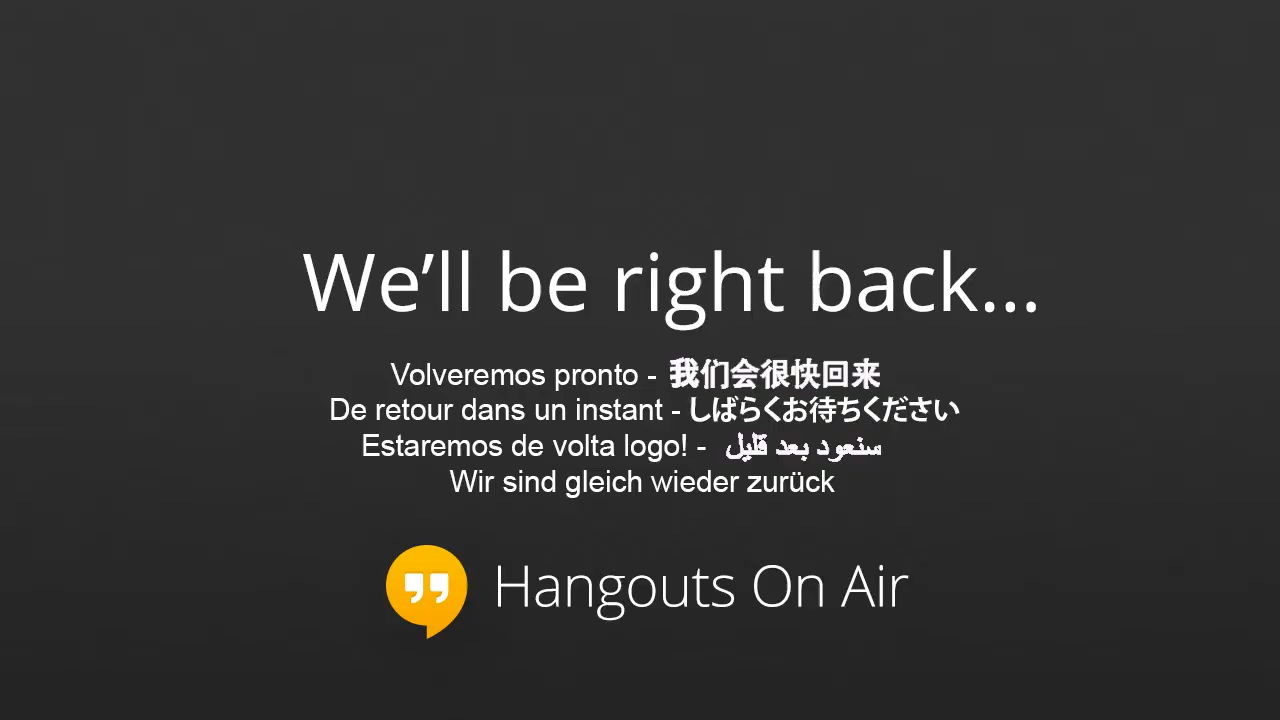 We’ll be right back...
Volveremos pronto - 我们会很快回来
De retour dans un instant - しばらくお待ちください
Estaremos de volta logo! - سنعود بعد قليل
Wir sind gleich wieder zurück
Hangouts On Air